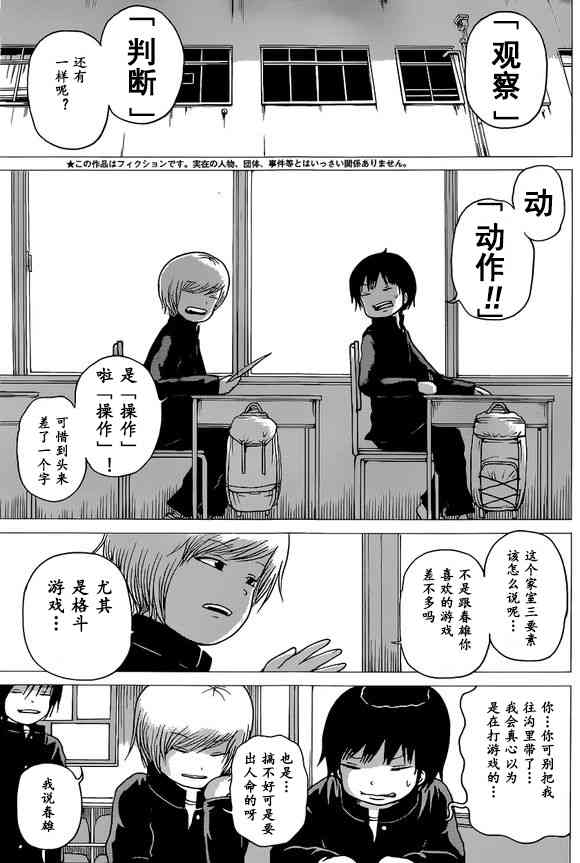 「观察」
「判断」
还有
一样呢?
★この作品はフィクションです。実在の人物、団体、事件等とはいっさい関係ありません。
动
「动作!!」
是「操作」
啦「操作」!
可惜到头来
差了一个字
这个家室三要素
该怎么说呢…
不是跟春雄你
喜欢的游戏
差不多吗
尤其
是格斗
游戏…
你…你可别把我
往沟里带了…
我会真心以为
是在打游戏的…
也是…
搞不好可是要
出人命的呀
我说春雄